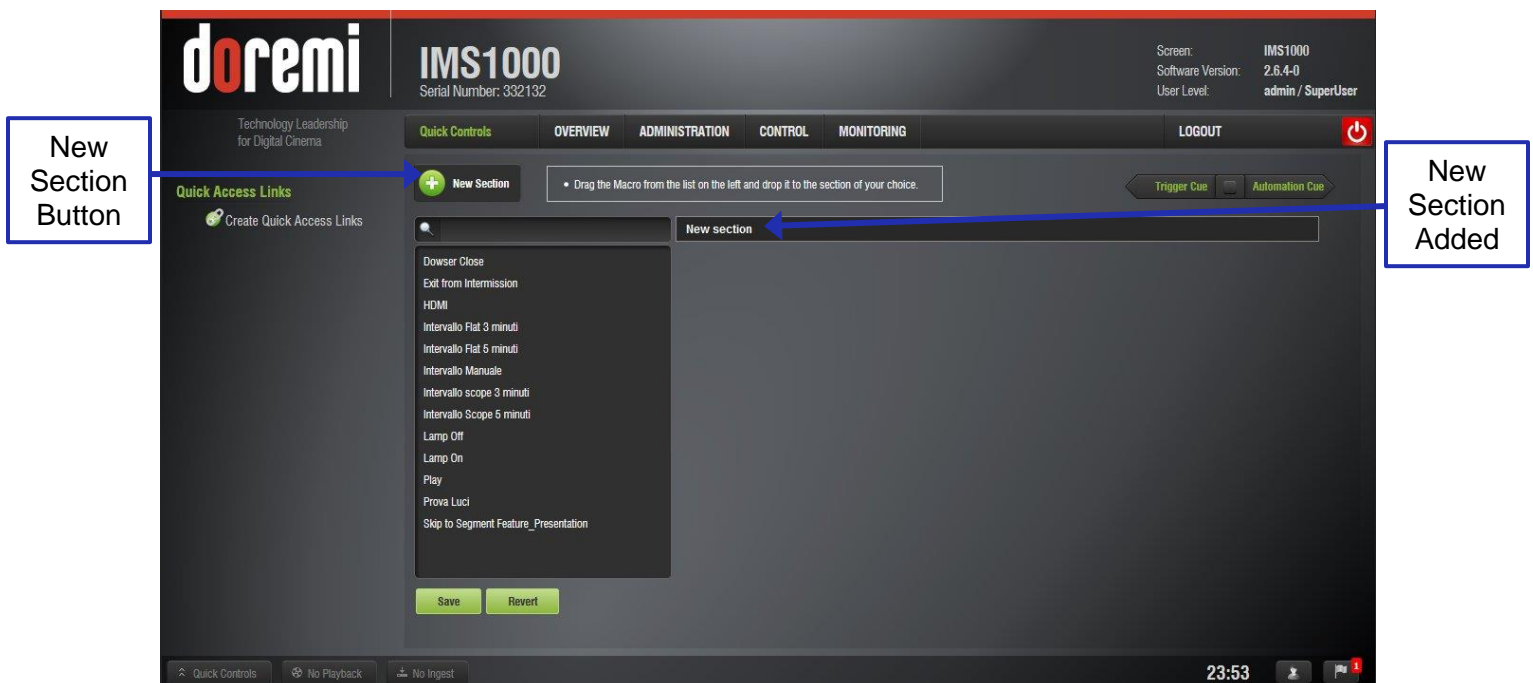 doremi
Technology Leadership
for Digital Cinema
IMS1000
Serial Number: 332132
Screen: IMS1000
Software Version: 2.6.4-0
User Level: admin / SuperUser
Quick Controls OVERVIEW ADMINISTRATION CONTROL MONITORING LOGOUT
New
Section
Button
Quick Access Links
Create Quick Access Links
New Section
• Drag the Macro from the list on the left and drop it to the section of your choice.
Trigger Cue Automation Cue
New section
New
Section
Added
Dowser Close
Exit from Intermission
HDMI
Intervallo Flat 3 minuti
Intervallo Flat 5 minuti
Intervallo Manuale
Intervallo scope 3 minuti
Intervallo Scope 5 minuti
Lamp Off
Lamp On
Play
Prova Luci
Skip to Segment Feature_Presentation
Save Revert
Quick Controls No Playback No Ingest 23:53 1